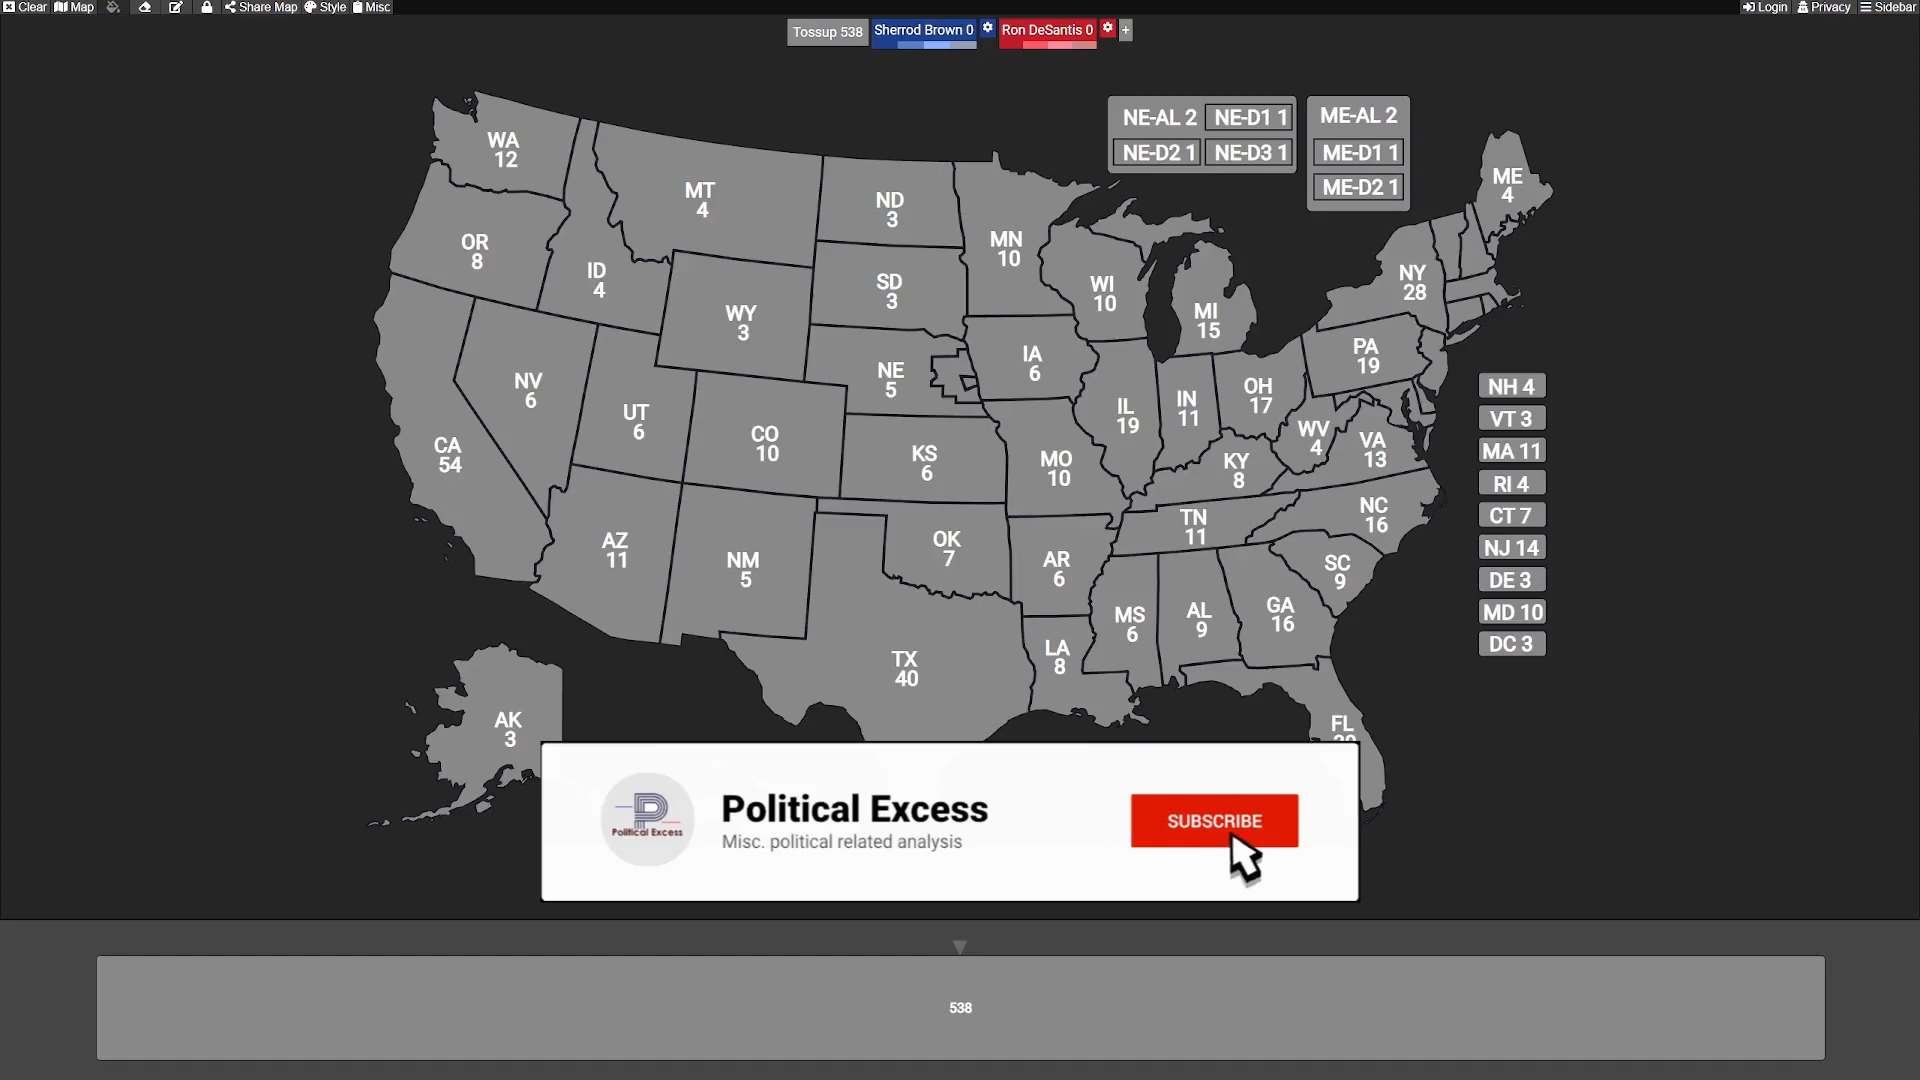 Clear Map Share Map Style Misc Login Privacy Sidebar
Tossup 538 Sherrod Brown 0 Ron DeSantis 0 +
NE-AL 2 NE-D1 1
NE-D2 1 NE-D3 1
ME-AL 2
ME-D1 1
ME-D2 1
WA
12
MT
4
ND
3
ME
4
OR
8
ID
4
MN
10
SD
3
WI
10
NY
28
WY
3
MI
15
NV
6
NE
5
IA
6
PA
19
UT
6
CO
10
IL
19
IN
11
OH
17
CA
54
KS
6
MO
10
WV
4
VA
13
KY
8
AZ
11
NM
5
OK
7
AR
6
TN
11
NC
16
SC
9
MS
6
AL
9
GA
16
TX
40
LA
8
AK
3
FL
NH 4
VT 3
MA 11
RI 4
CT 7
NJ 14
DE 3
MD 10
DC 3
P
Political Excess
Political Excess
Misc. political related analysis
SUBSCRIBE
538